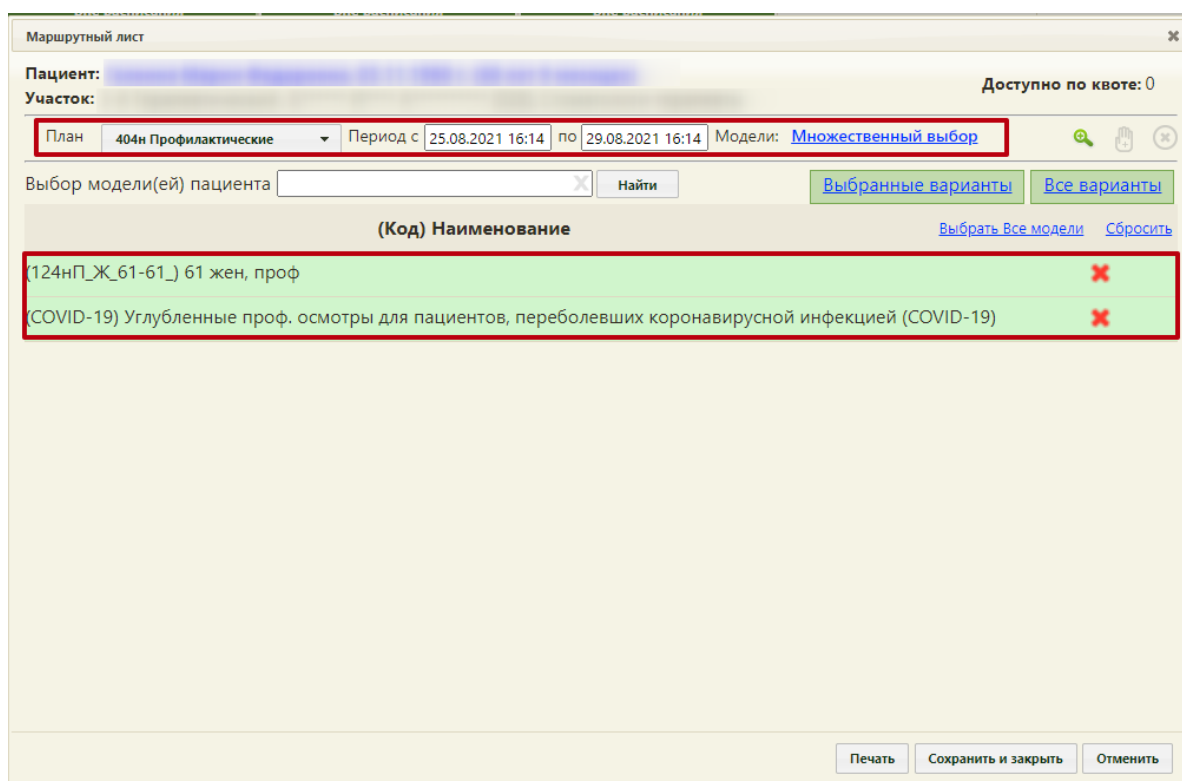 Маршрутный лист
Пациент:
Доступно по квоте: 0
Участок:
План 404н Профилактические Период с 25.08.2021 16:14 по 29.08.2021 16:14 Модели: Множественный выбор
Выбор модели(ей) пациента X Найти Выбранные варианты Все варианты
(Код) Наименование Выбрать Все модели Сбросить
(124нП_Ж_61-61_) 61 жен, проф
(COVID-19) Углубленные проф. осмотры для пациентов, переболевших коронавирусной инфекцией (COVID-19)
Печать Сохранить и закрыть Отменить